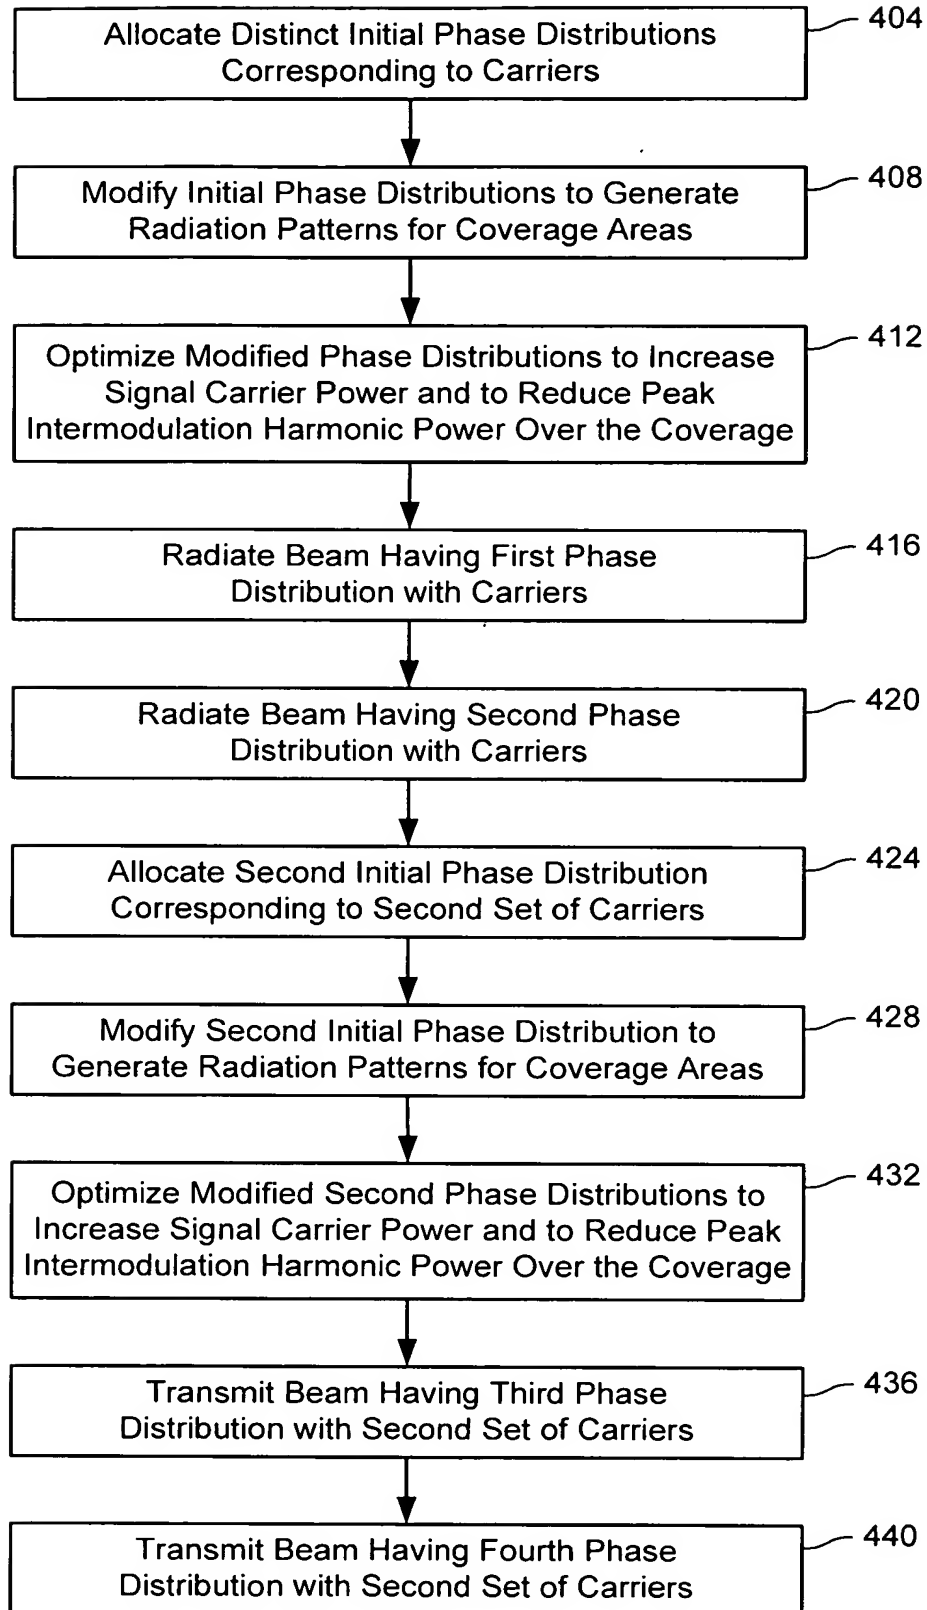 Allocate Distinct Initial Phase Distributions
Corresponding to Carriers
404
Modify Initial Phase Distributions to Generate
Radiation Patterns for Coverage Areas
408
Optimize Modified Phase Distributions to Increase
Signal Carrier Power and to Reduce Peak
Intermodulation Harmonic Power Over the Coverage
412
Radiate Beam Having First Phase
Distribution with Carriers
416
Radiate Beam Having Second Phase
Distribution with Carriers
420
Allocate Second Initial Phase Distribution
Corresponding to Second Set of Carriers
424
Modify Second Initial Phase Distribution to
Generate Radiation Patterns for Coverage Areas
428
Optimize Modified Second Phase Distributions to
Increase Signal Carrier Power and to Reduce Peak
Intermodulation Harmonic Power Over the Coverage
432
Transmit Beam Having Third Phase
Distribution with Second Set of Carriers
436
Transmit Beam Having Fourth Phase
Distribution with Second Set of Carriers
440